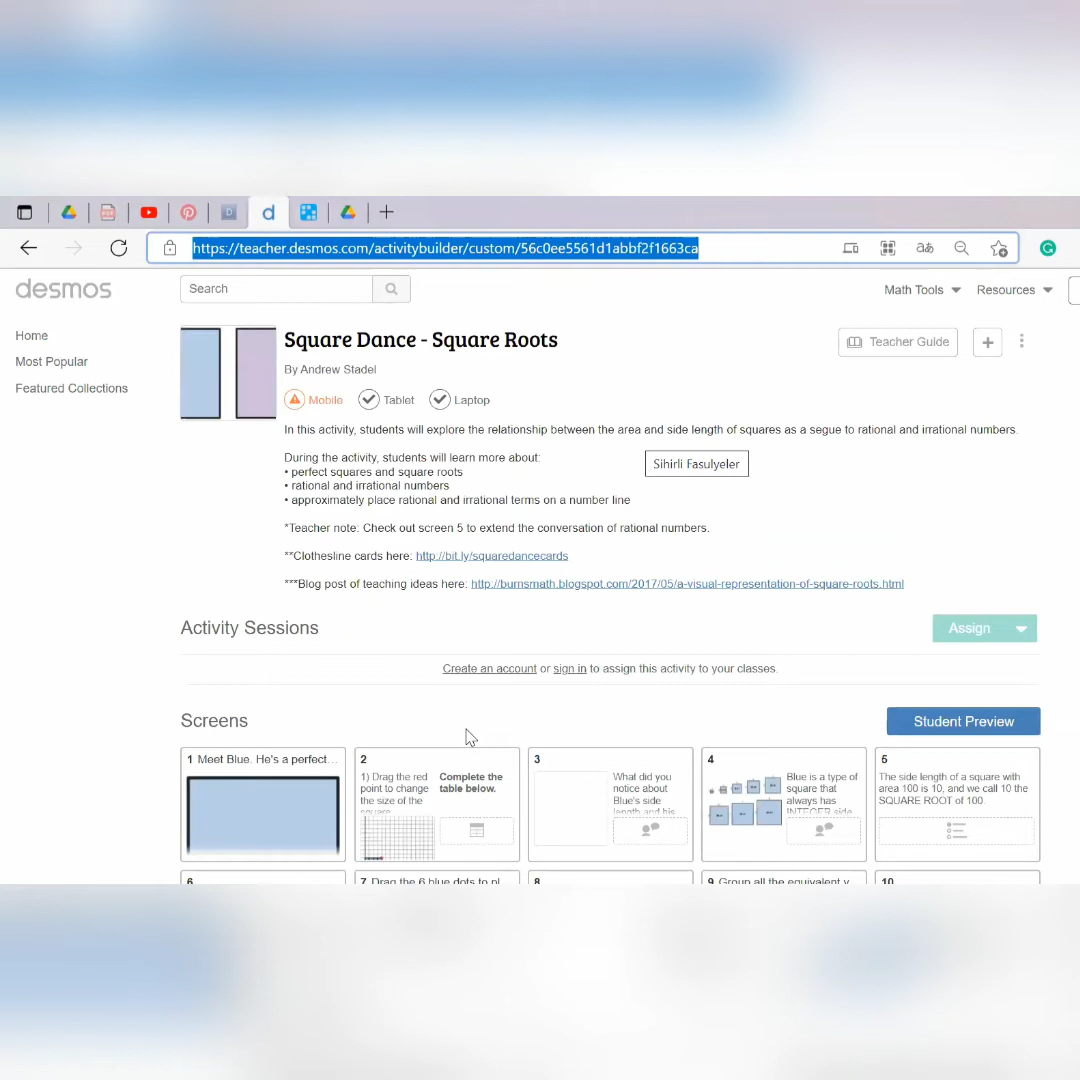 https://teacher.desmos.com/activitybuilder/custom/56c0ee5561d1abbf2f1663ca
desmos
Search
Math Tools
Resources
Home
Most Popular
Featured Collections
Square Dance - Square Roots
By Andrew Stadel
Teacher Guide
Mobile
Tablet
Laptop
In this activity, students will explore the relationship between the area and side length of squares as a segue to rational and irrational numbers.
During the activity, students will learn more about:
• perfect squares and square roots
• rational and irrational numbers
• approximately place rational and irrational terms on a number line
Sihirli Fasulyeler
*Teacher note: Check out screen 5 to extend the conversation of rational numbers.
**Clothesline cards here: http://bit.ly/squaredancecards
***Blog post of teaching ideas here: http://burnsmath.blogspot.com/2017/05/a-visual-representation-of-square-roots.html
Activity Sessions
Assign
Create an account or sign in to assign this activity to your classes.
Screens
Student Preview
1 Meet Blue. He's a perfect...
2
1) Drag the red
point to change
the size of the
square
Complete the
table below.
3
What did you
notice about
Blue's side
length and his
4
Blue is a type of
square that
always has
INTEGER side
5
The side length of a square with
area 100 is 10, and we call 10 the
SQUARE ROOT of 100.
6
7 Drag the 6 blue dots to pl...
8
9 Group all the equivalent v...
10